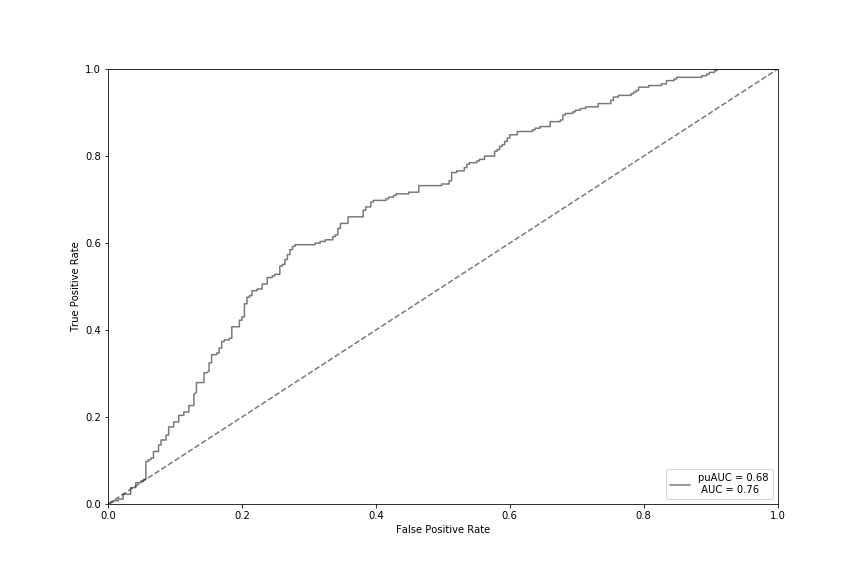 1.0
0.8
0.6
0.4
0.2
0.0
True Positive Rate
0.0 0.2 0.4 0.6 0.8 1.0
False Positive Rate
puAUC = 0.68
AUC = 0.76